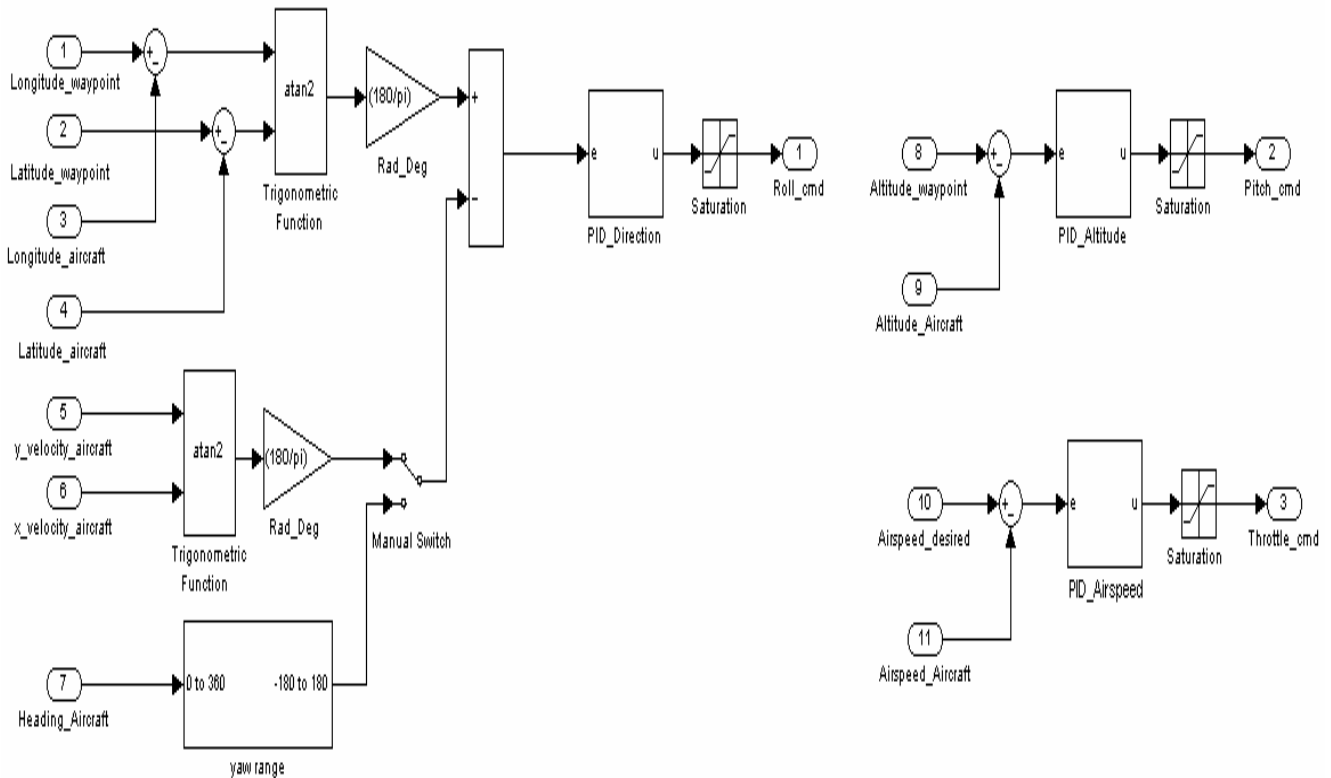 1
Longitude_waypoint
+
-
2
Latitude_waypoint
+
-
3
Longitude_aircraft
4
Latitude_aircraft
atan2
Trigonometric
Function
(180/pi)
Rad_Deg
+
-
e
u
PID_Direction
Saturation
1
Roll_cmd
5
y_velocity_aircraft
6
x_velocity_aircraft
atan2
Trigonometric
Function
(180/pi)
Rad_Deg
Manual Switch
7
Heading_Aircraft
0 to 360
-180 to 180
yaw range
8
Altitude_waypoint
+
-
9
Altitude_Aircraft
e
u
PID_Altitude
Saturation
2
Pitch_cmd
10
Airspeed_desired
+
-
11
Airspeed_Aircraft
e
u
PID_Airspeed
Saturation
3
Throttle_cmd